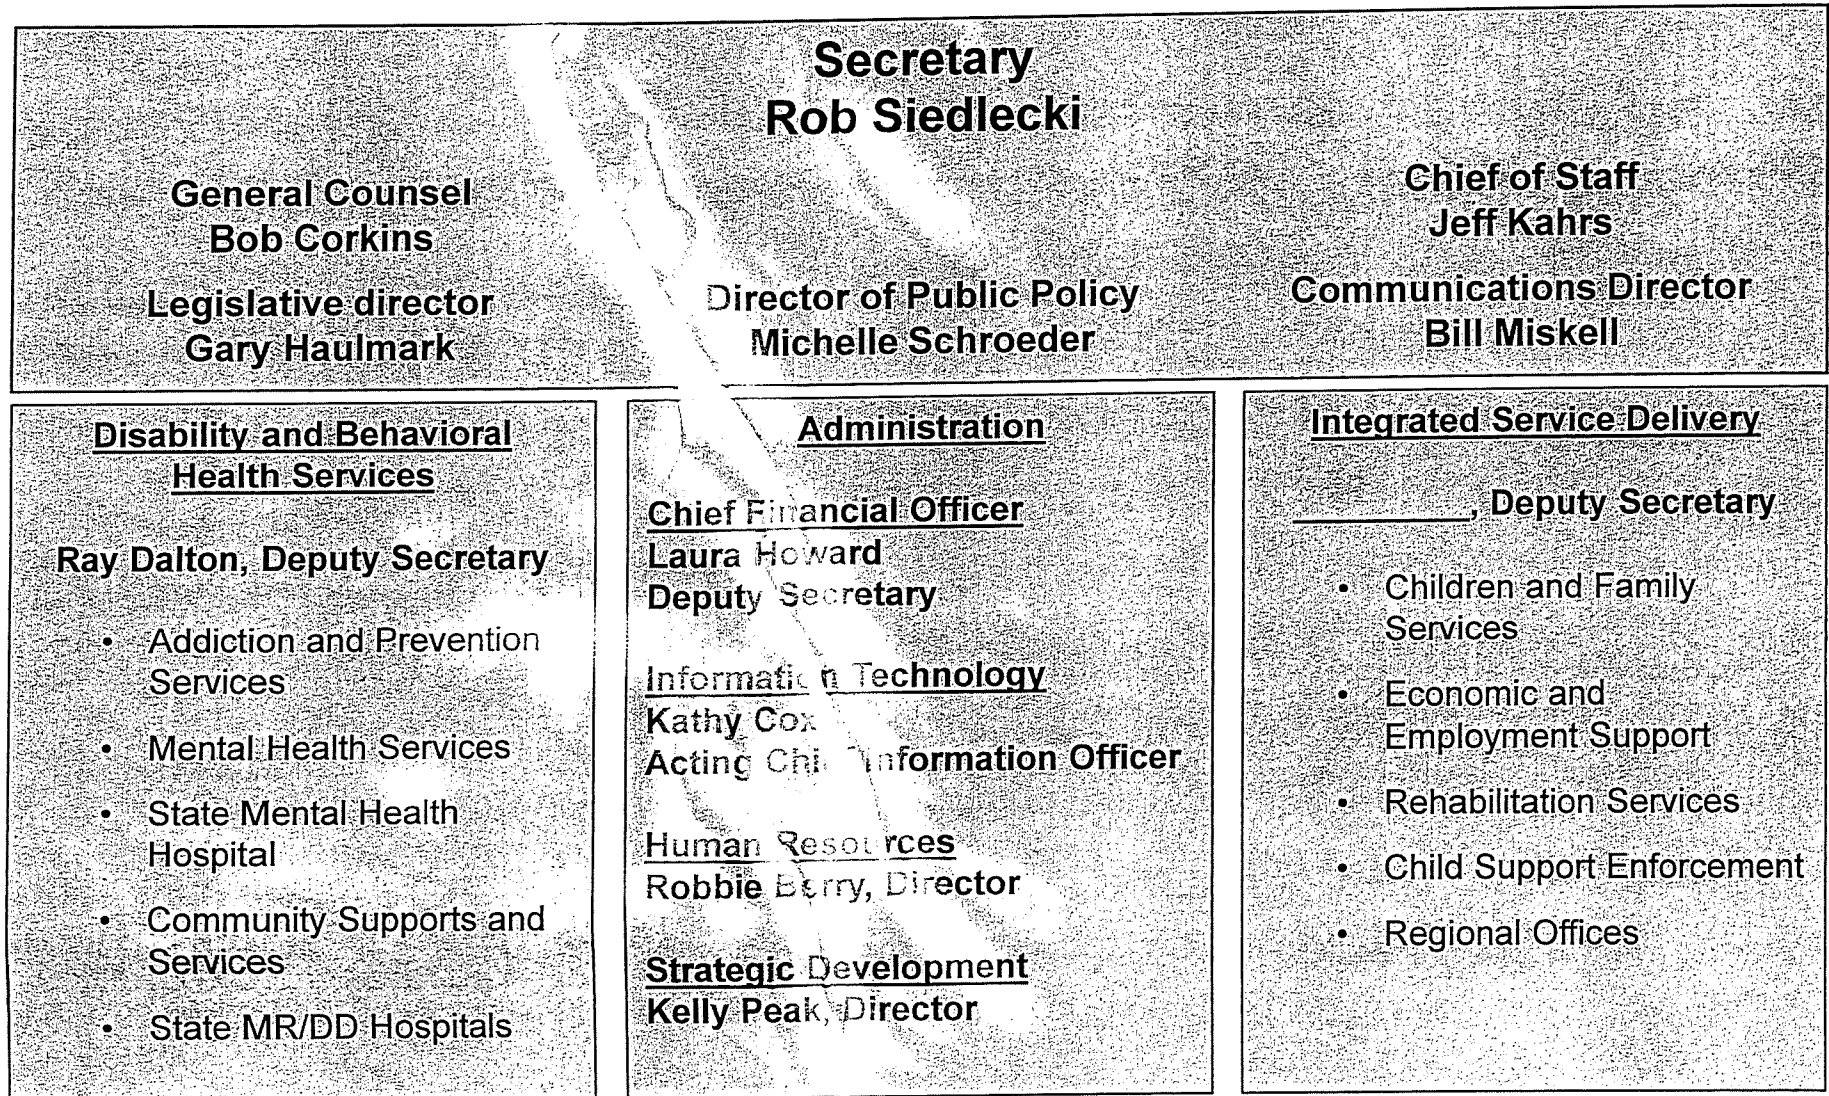 Secretary
Rob Siedlecki
General Counsel
Bob Corkins
Chief of Staff
Jeff Kahrs
Legislative director
Gary Haulmark
Director of Public Policy
Michelle Schroeder
Communications Director
Bill Miskell
Disability and Behavioral
Health Services
Ray Dalton, Deputy Secretary
• Addiction and Prevention
Services
• Mental Health Services
• State Mental Health
Hospital
• Community Supports and
Services
• State MR/DD Hospitals
Administration
Chief Financial Officer
Laura Howard
Deputy Secretary
Information Technology
Kathy Cox
Acting Chief Information Officer
Human Resources
Robbie Berry, Director
Strategic Development
Kelly Peak, Director
Integrated Service Delivery
__________, Deputy Secretary
• Children and Family
Services
• Economic and
Employment Support
• Rehabilitation Services
• Child Support Enforcement
• Regional Offices